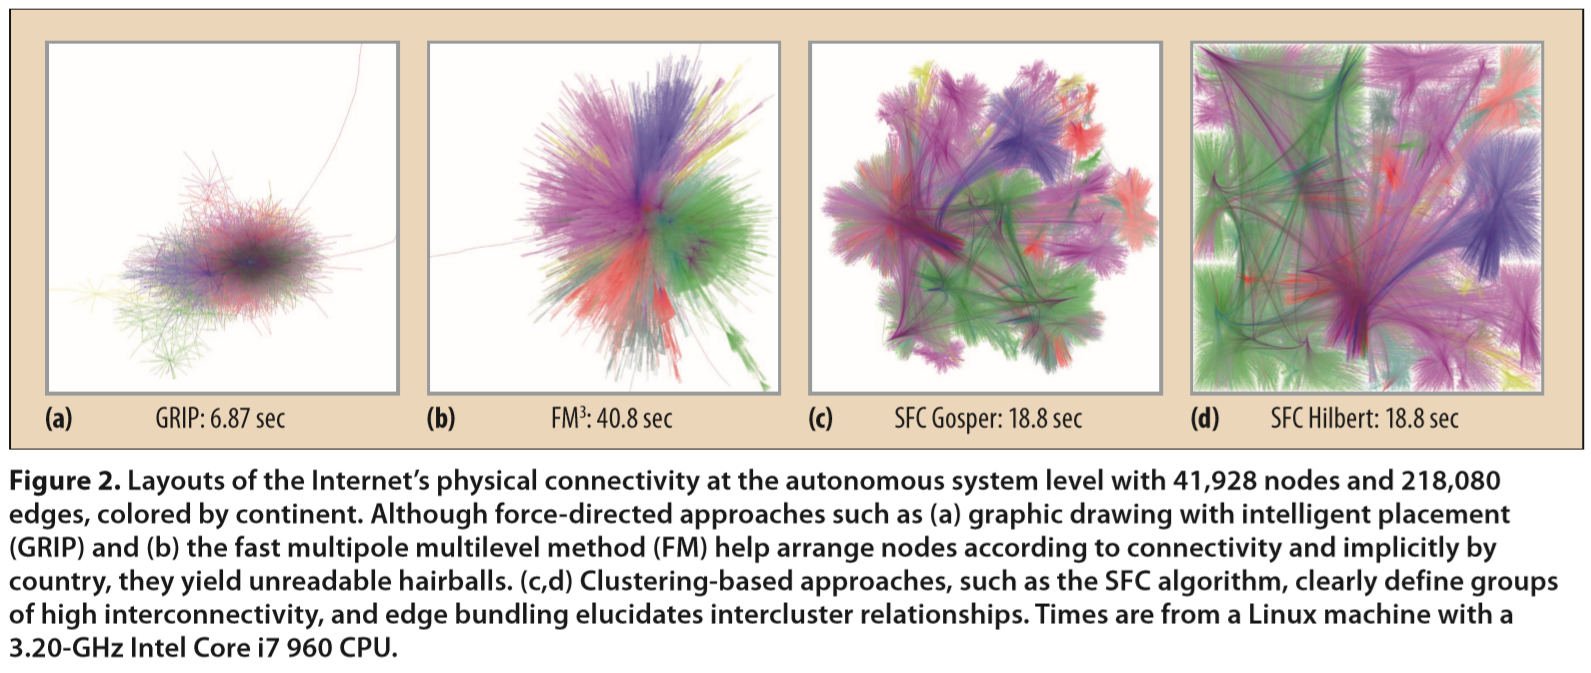 (a) GRIP: 6.87 sec (b) FM³: 40.8 sec (c) SFC Gosper: 18.8 sec (d) SFC Hilbert: 18.8 sec
Figure 2. Layouts of the Internet’s physical connectivity at the autonomous system level with 41,928 nodes and 218,080
edges, colored by continent. Although force-directed approaches such as (a) graphic drawing with intelligent placement
(GRIP) and (b) the fast multipole multilevel method (FM) help arrange nodes according to connectivity and implicitly by
country, they yield unreadable hairballs. (c,d) Clustering-based approaches, such as the SFC algorithm, clearly define groups
of high interconnectivity, and edge bundling elucidates intercluster relationships. Times are from a Linux machine with a
3.20-GHz Intel Core i7 960 CPU.